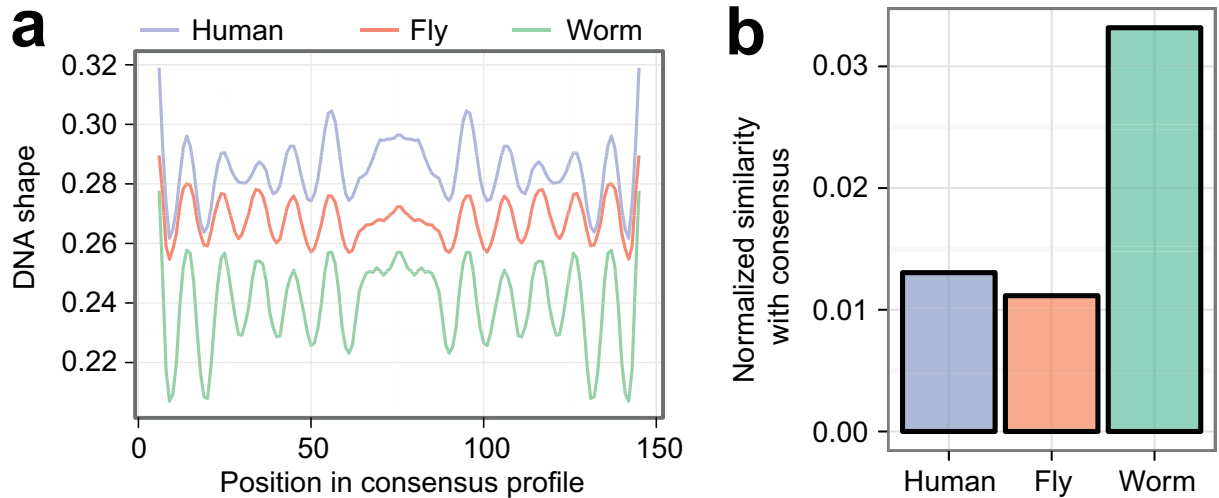 a
Human Fly Worm
DNA shape
0.32
0.30
0.28
0.26
0.24
0.22
0 50 100 150
Position in consensus profile
b
Normalized similarity
with consensus
0.03
0.02
0.01
0.00
Human Fly Worm